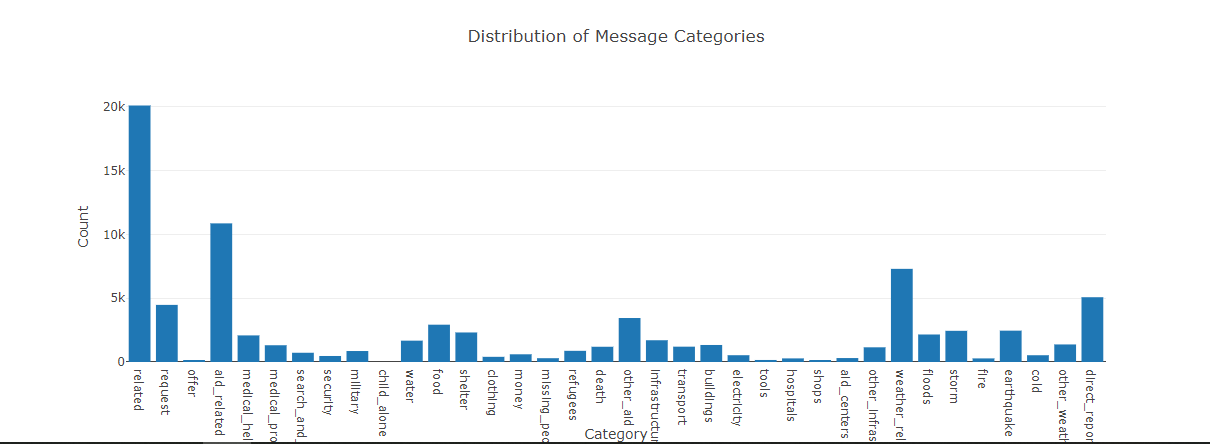 Distribution of Message Categories
20k
15k
10k
5k
0
Count
related
request
offer
aid_related
medical_hel
medical_pro
search_and_
security
military
child_alone
water
food
shelter
clothing
money
missing_peo
refugees
death
other_aid
infrastructur
transport
buildings
electricity
tools
hospitals
shops
aid_centers
other_infras
weather_rel
floods
storm
fire
earthquake
cold
other_weath
direct_repor
Category